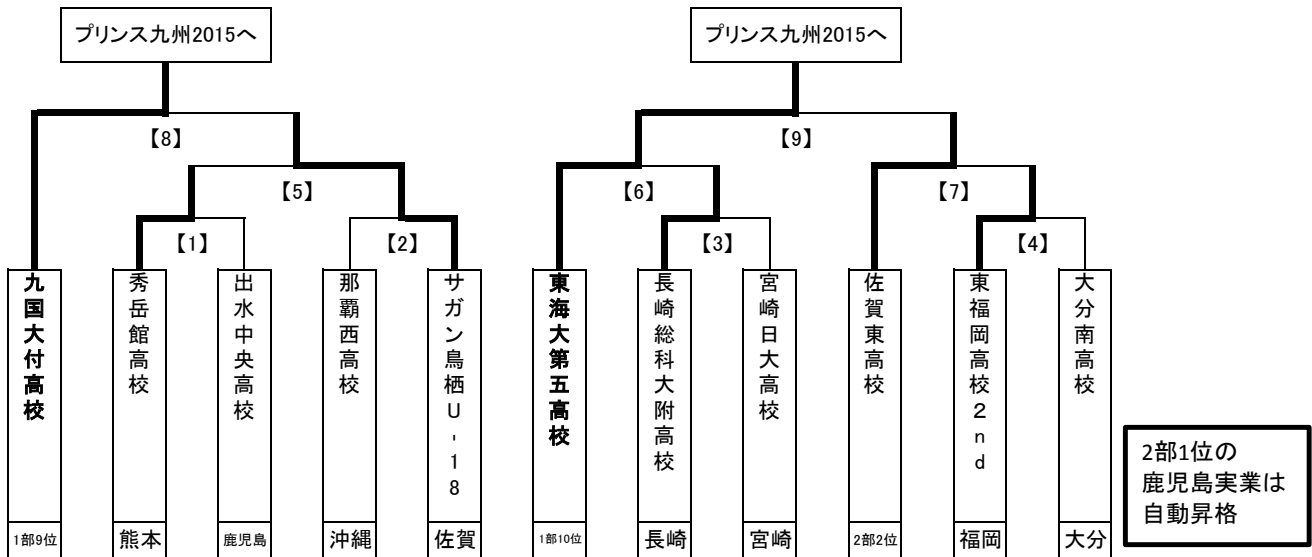 プリンス九州2015へ
プリンス九州2015へ
【8】
【9】
【5】
【6】
【7】
【1】
【2】
【3】
【4】
九国大付高校
秀岳館高校
出水中央高校
那覇西高校
サガン鳥栖U-18
東海大第五高校
長崎総科大附高校
宮崎日大高校
佐賀東高校
東福岡高校2nd
大分南高校
1部9位
熊本
鹿児島
沖縄
佐賀
1部10位
長崎
宮崎
2部2位
福岡
大分
2部1位の
鹿児島実業は
自動昇格